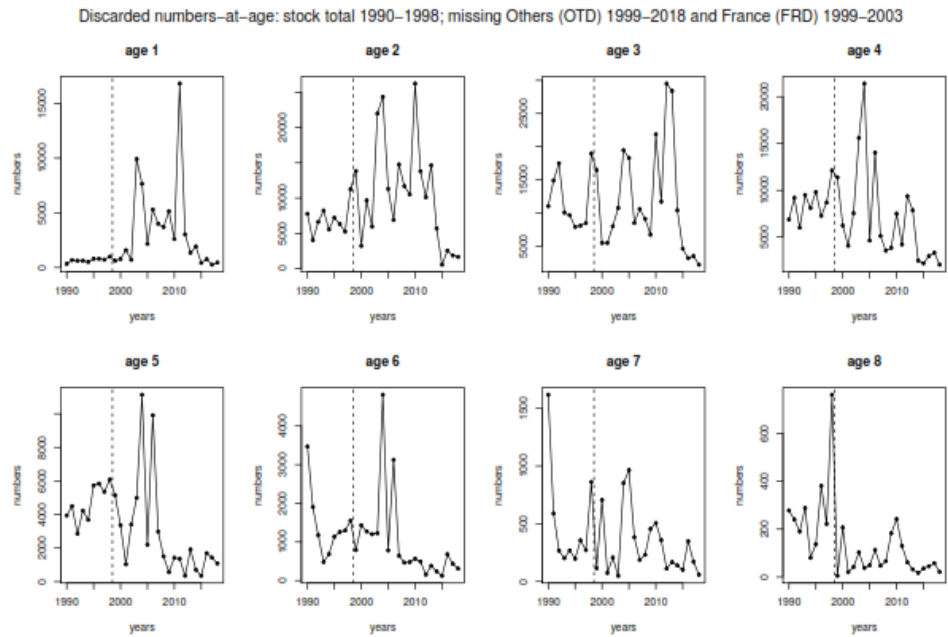 Discarded numbers−at−age: stock total 1990−1998; missing Others (OTD) 1999−2018 and France (FRD) 1999−2003
age 1
age 2
age 3
age 4
numbers
0 5000 10000 15000
1990 2000 2010
years
numbers
0 5000 10000 20000
1990 2000 2010
years
numbers
5000 15000 25000
1990 2000 2010
years
numbers
5000 10000 15000 20000
1990 2000 2010
years
age 5
age 6
age 7
age 8
numbers
0 2000 4000 6000 8000
1990 2000 2010
years
numbers
0 1000 2000 3000 4000
1990 2000 2010
years
numbers
0 500 1000 1500
1990 2000 2010
years
numbers
0 200 400 600
1990 2000 2010
years